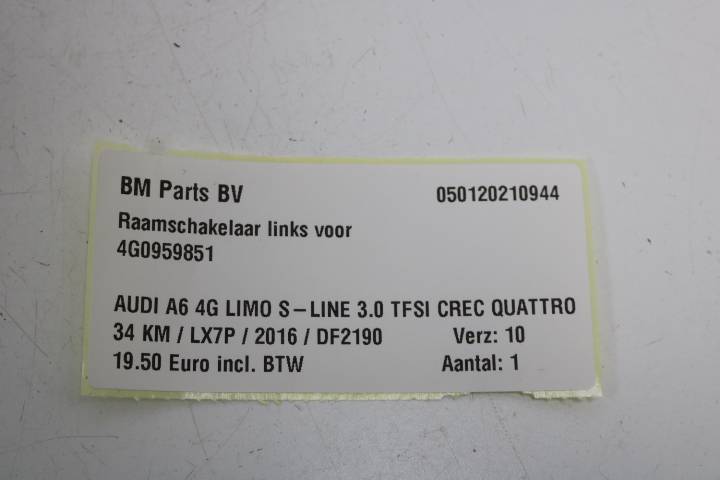 BM Parts BV 050120210944
Raamschakelaar links voor
4G0959851
AUDI A6 4G LIMO S-LINE 3.0 TFSI CREC QUATTRO
34 KM / LX7P / 2016 / DF2190 Verz: 10
19.50 Euro incl. BTW Aantal: 1